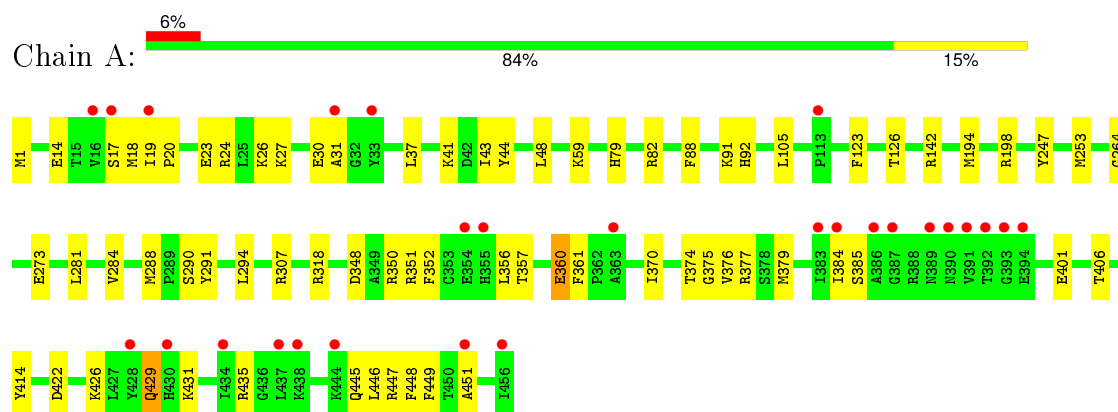 6%
Chain A:
84%
15%
M1 E14 T15 V16 S17 M18 I19 P20 E23 R24 L25 K26 K27 E30 A31 G32 Y33 L37 K41 D42 I43 Y44 L48 K59 H79 R82 F88 K91 H92 L105 P113 F123 T126 R142 M194 R198 Y247 M253
E273 L281 V284 M288 P289 S290 Y291 L294 R307 R318 D348 A349 R350 R351 F352 C353 E354 H355 L356 T357 E360 F361 P362 A363 I370 T374 G375 V376 R377 S378 M379 I383 I384 S385 A386 G387 R388 N389 N390 V391 T392 G393 E394 E401 T406
Y414 D422 K426 L427 Y428 Q429 H430 K431 I434 R435 G436 L437 K438 K444 Q445 L446 R447 F448 F449 T450 A451 I456